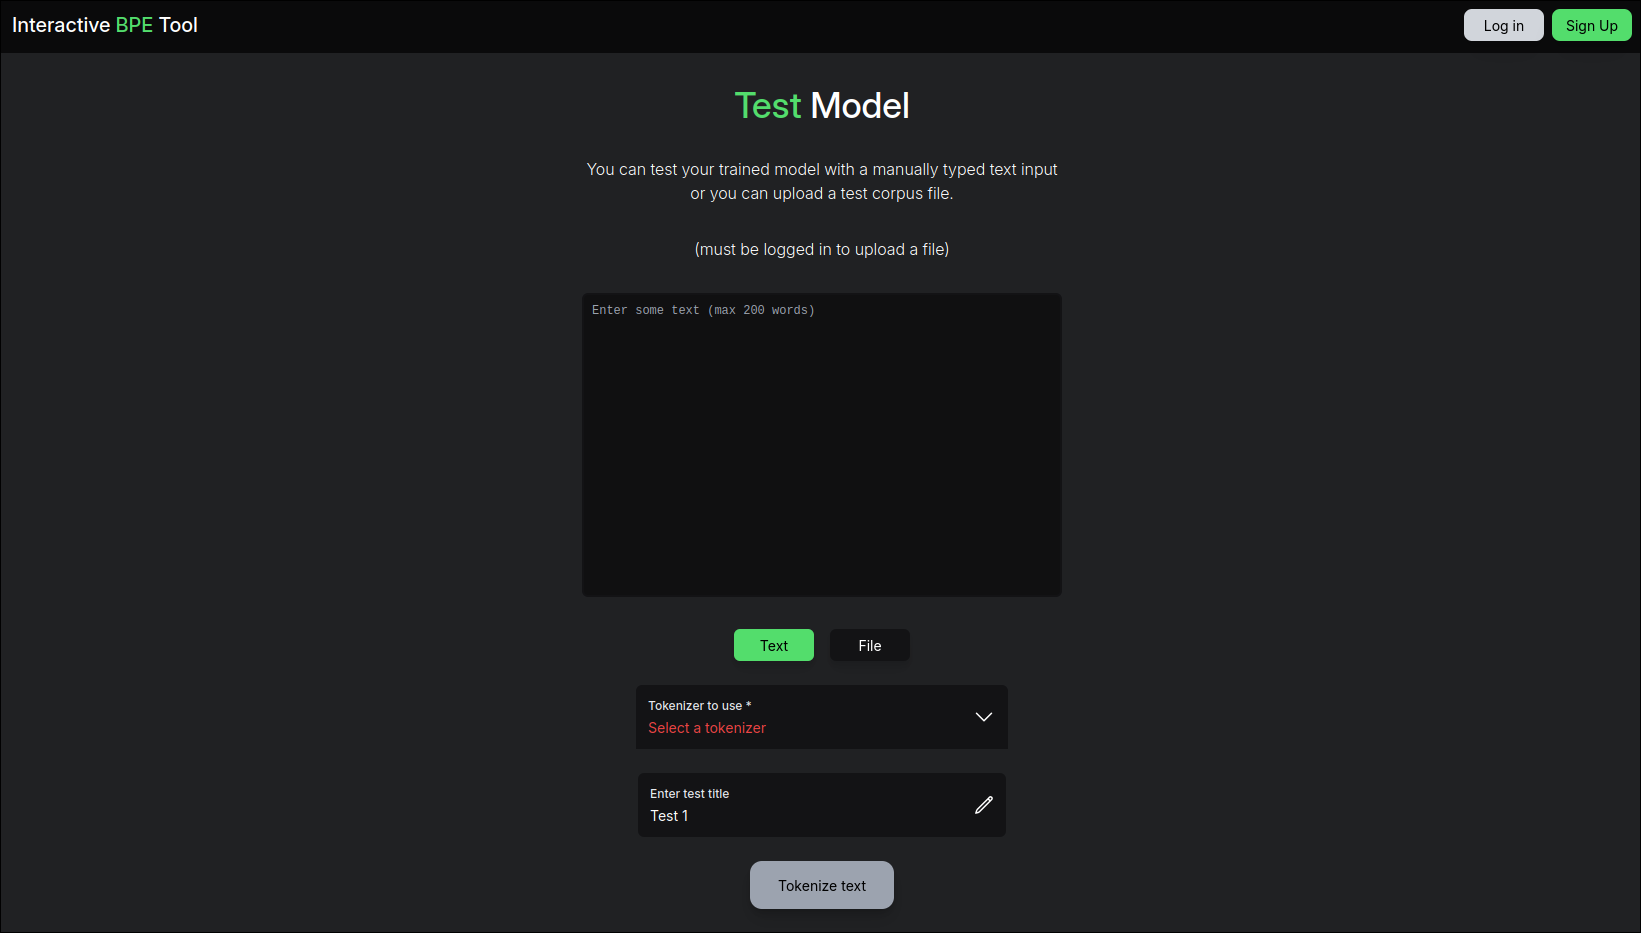 Interactive BPE Tool
Log in
Sign Up
Test Model
You can test your trained model with a manually typed text input
or you can upload a test corpus file.
(must be logged in to upload a file)
Enter some text (max 200 words)
Text
File
Tokenizer to use *
Select a tokenizer
Enter test title
Test 1
Tokenize text